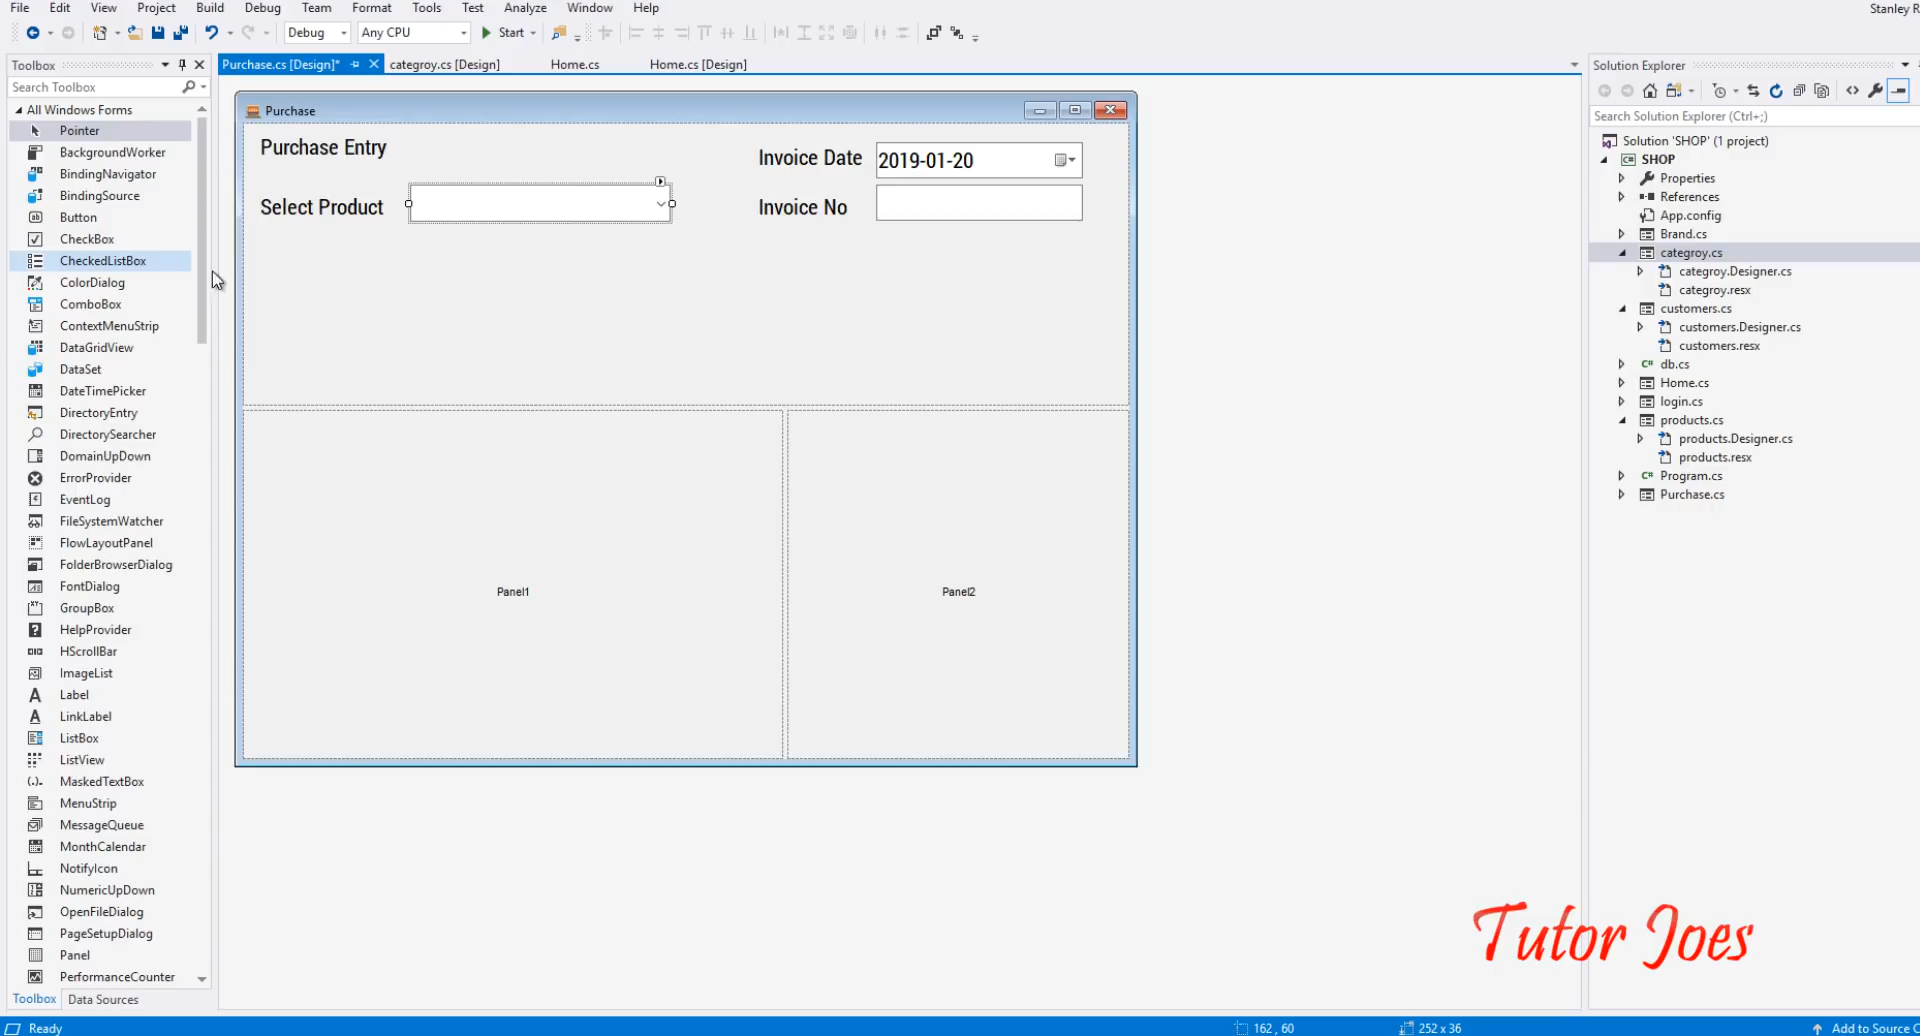 File Edit View Project Build Debug Team Format Tools Test Analyze Window Help
Stanley R
Debug Any CPU Start
Toolbox
Search Toolbox
All Windows Forms
Pointer
BackgroundWorker
BindingNavigator
BindingSource
Button
CheckBox
CheckedListBox
ColorDialog
ComboBox
ContextMenuStrip
DataGridView
DataSet
DateTimePicker
DirectoryEntry
DirectorySearcher
DomainUpDown
ErrorProvider
EventLog
FileSystemWatcher
FlowLayoutPanel
FolderBrowserDialog
FontDialog
GroupBox
HelpProvider
HScrollBar
ImageList
Label
LinkLabel
ListBox
ListView
MaskedTextBox
MenuStrip
MessageQueue
MonthCalendar
NotifyIcon
NumericUpDown
OpenFileDialog
PageSetupDialog
Panel
PerformanceCounter
Toolbox Data Sources
Purchase.cs [Design]* categroy.cs [Design] Home.cs Home.cs [Design]
Purchase
Purchase Entry
Invoice Date 2019-01-20
Select Product
Invoice No
Panel1
Panel2
Solution Explorer
Search Solution Explorer (Ctrl+;)
Solution 'SHOP' (1 project)
C# SHOP
Properties
References
App.config
Brand.cs
categroy.cs
categroy.Designer.cs
categroy.resx
customers.cs
customers.Designer.cs
customers.resx
C# db.cs
Home.cs
login.cs
products.cs
products.Designer.cs
products.resx
C# Program.cs
Purchase.cs
Tutor Joes
Ready
162 , 60
252 x 36
Add to Source C